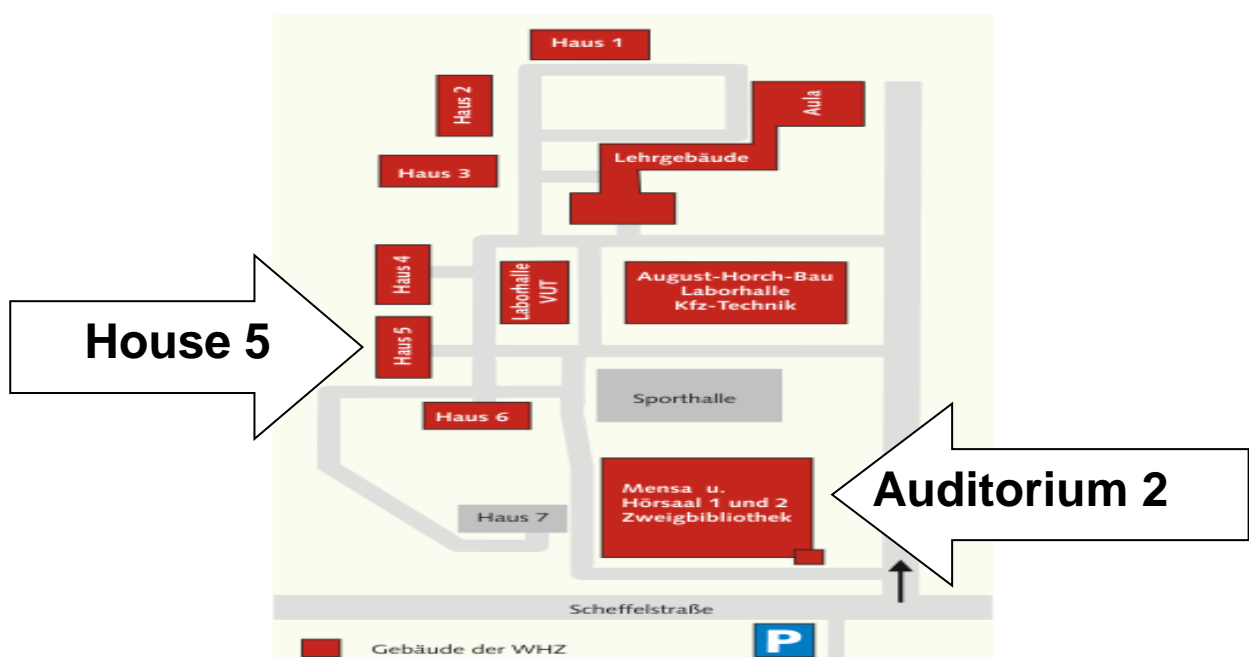 Haus 1
Haus 2
Aula
Lehrgebäude
Haus 3
Haus 4
Laborhalle
VUT
August-Horch-Bau
Laborhalle
Kfz-Technik
House 5
Haus 5
Sporthalle
Haus 6
Mensa u.
Hörsaal 1 und 2
Zweigbibliothek
Auditorium 2
Haus 7
Scheffelstraße
Gebäude der WHZ
P